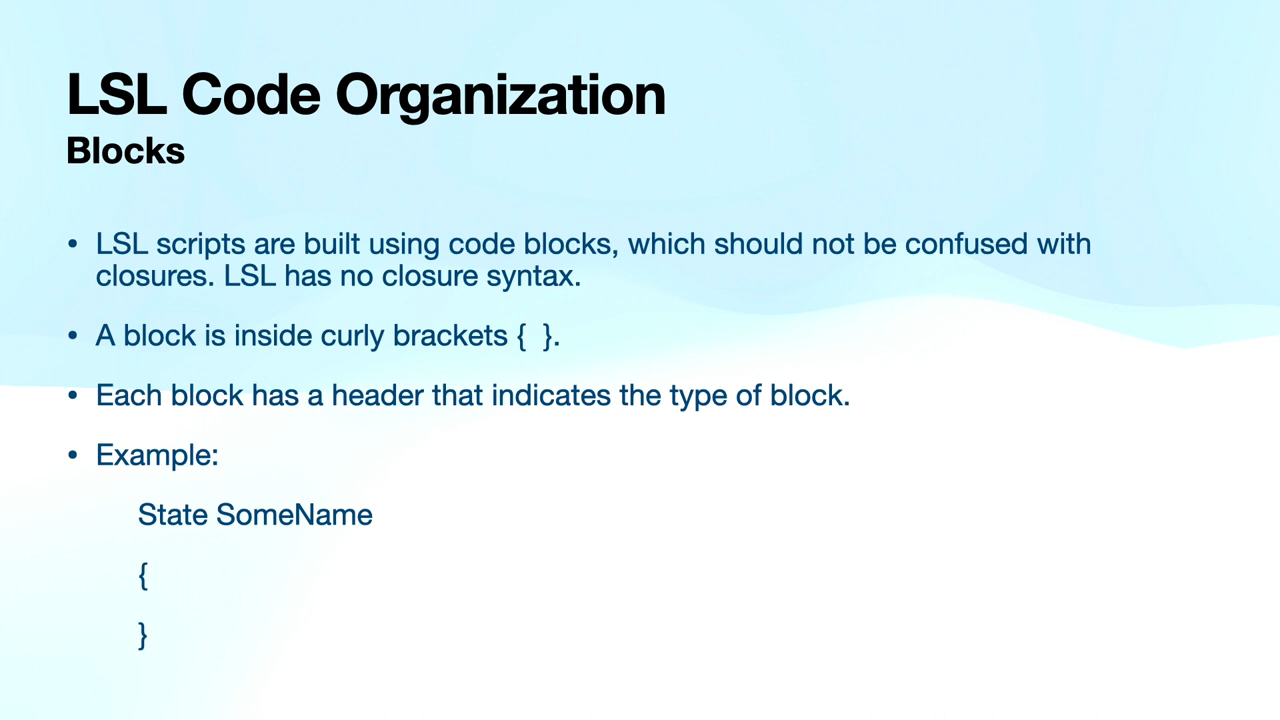 LSL Code Organization
Blocks
• LSL scripts are built using code blocks, which should not be confused with
closures. LSL has no closure syntax.
• A block is inside curly brackets {  }.
• Each block has a header that indicates the type of block.
• Example:
State SomeName
{
}